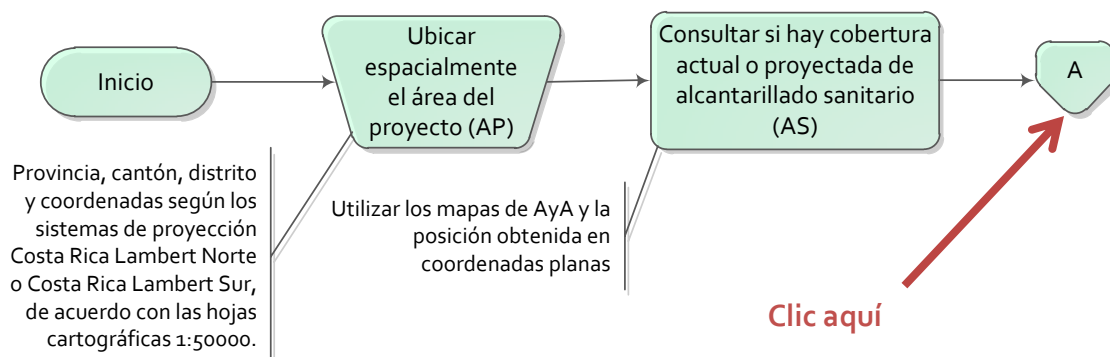 Inicio
Ubicar
espacialmente
el área del
proyecto (AP)
Consultar si hay cobertura
actual o proyectada de
alcantarillado sanitario
(AS)
A
Provincia, cantón, distrito
y coordenadas según los
sistemas de proyección
Costa Rica Lambert Norte
o Costa Rica Lambert Sur,
de acuerdo con las hojas
cartográficas 1:50000.
Utilizar los mapas de AyA y la
posición obtenida en
coordenadas planas
Clic aquí